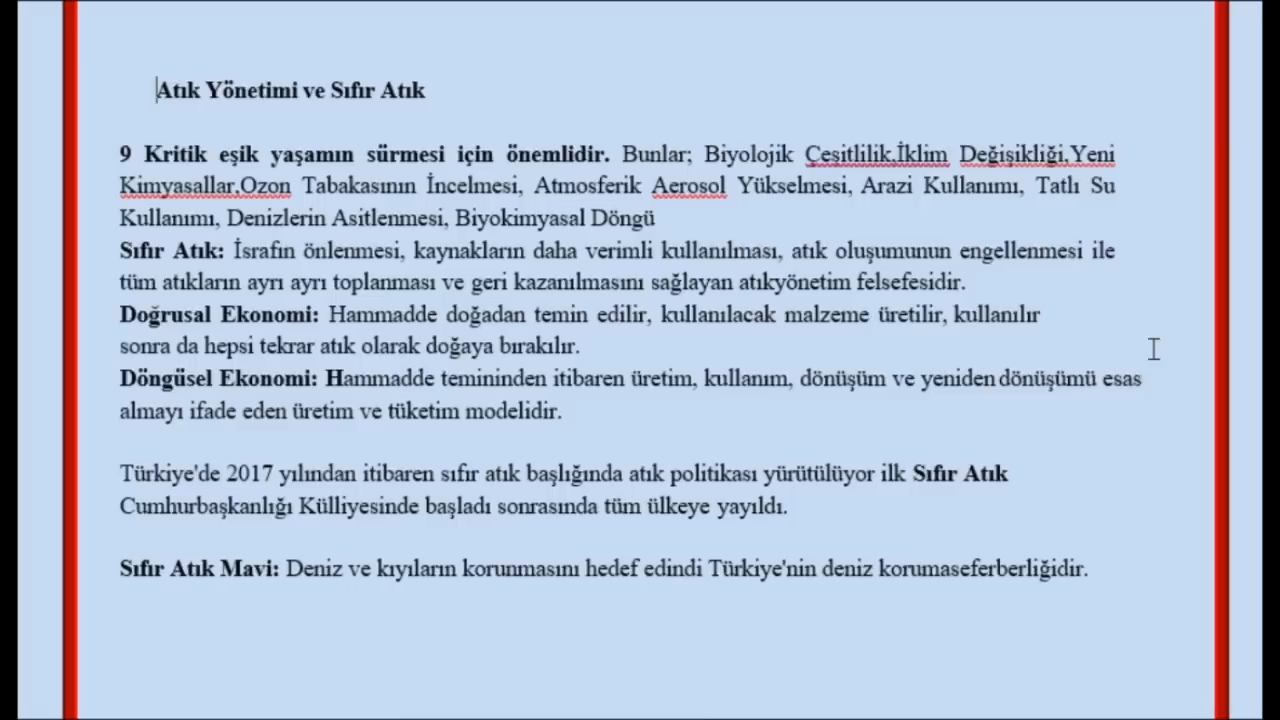 Atık Yönetimi ve Sıfır Atık
9 Kritik eşik yaşamın sürmesi için önemlidir. Bunlar; Biyolojik Çeşitlilik,İklim Değişikliği,Yeni
Kimyasallar,Ozon Tabakasının İncelmesi, Atmosferik Aerosol Yükselmesi, Arazi Kullanımı, Tatlı Su
Kullanımı, Denizlerin Asitlenmesi, Biyokimyasal Döngü
Sıfır Atık: İsrafın önlenmesi, kaynakların daha verimli kullanılması, atık oluşumunun engellenmesi ile
tüm atıkların ayrı ayrı toplanması ve geri kazanılmasını sağlayan atıkyönetim felsefesidir.
Doğrusal Ekonomi: Hammadde doğadan temin edilir, kullanılacak malzeme üretilir, kullanılır
sonra da hepsi tekrar atık olarak doğaya bırakılır.
Döngüsel Ekonomi: Hammadde temininden itibaren üretim, kullanım, dönüşüm ve yeniden dönüşümü esas
almayı ifade eden üretim ve tüketim modelidir.
Türkiye'de 2017 yılından itibaren sıfır atık başlığında atık politikası yürütülüyor ilk Sıfır Atık
Cumhurbaşkanlığı Külliyesinde başladı sonrasında tüm ülkeye yayıldı.
Sıfır Atık Mavi: Deniz ve kıyıların korunmasını hedef edindi Türkiye'nin deniz korumaseferberliğidir.